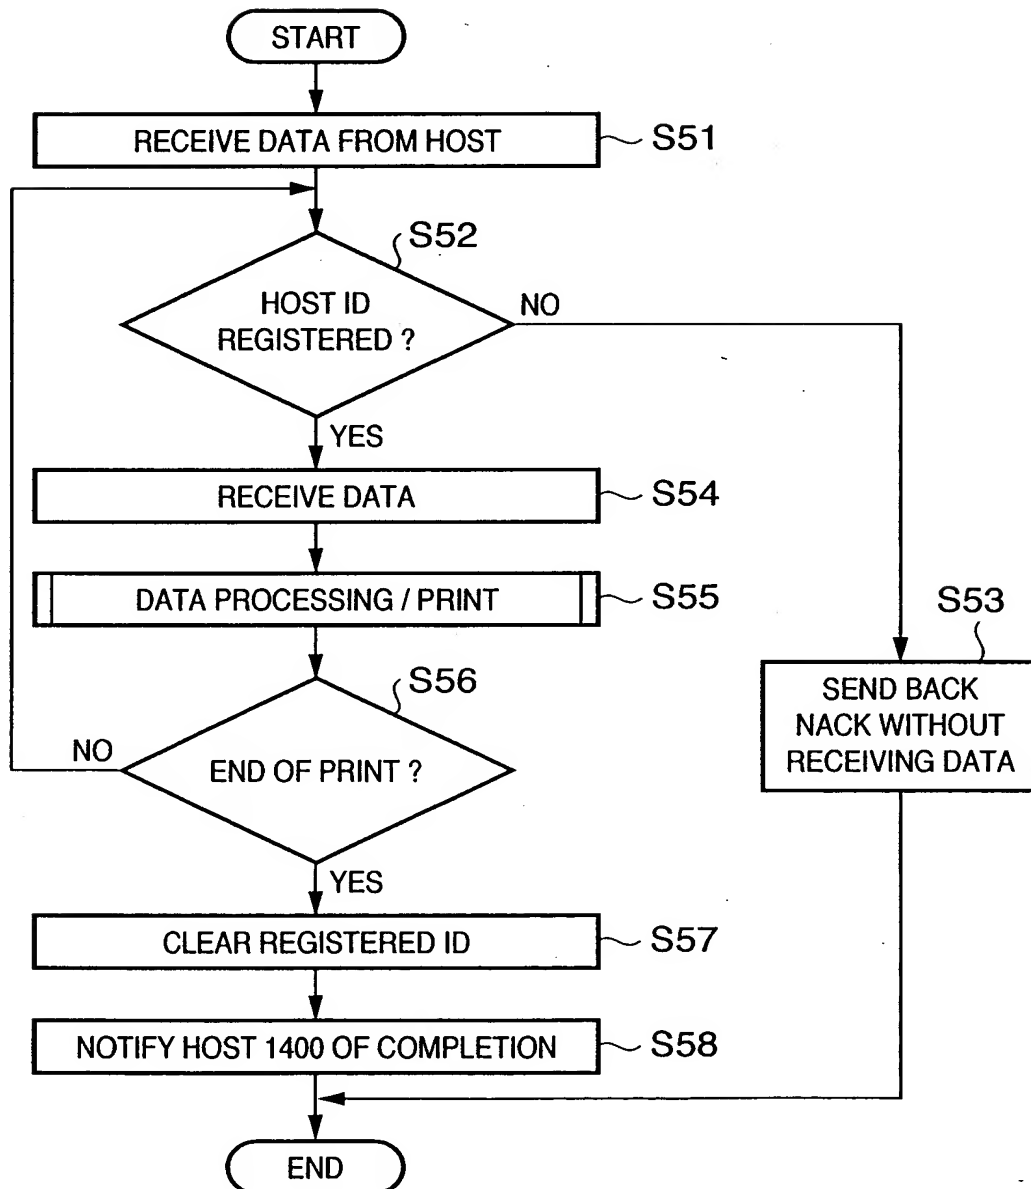 START
RECEIVE DATA FROM HOST
S51
S52
HOST ID
REGISTERED ?
NO
YES
RECEIVE DATA
S54
DATA PROCESSING / PRINT
S55
S53
SEND BACK
NACK WITHOUT
RECEIVING DATA
S56
NO
END OF PRINT ?
YES
CLEAR REGISTERED ID
S57
NOTIFY HOST 1400 OF COMPLETION
S58
END